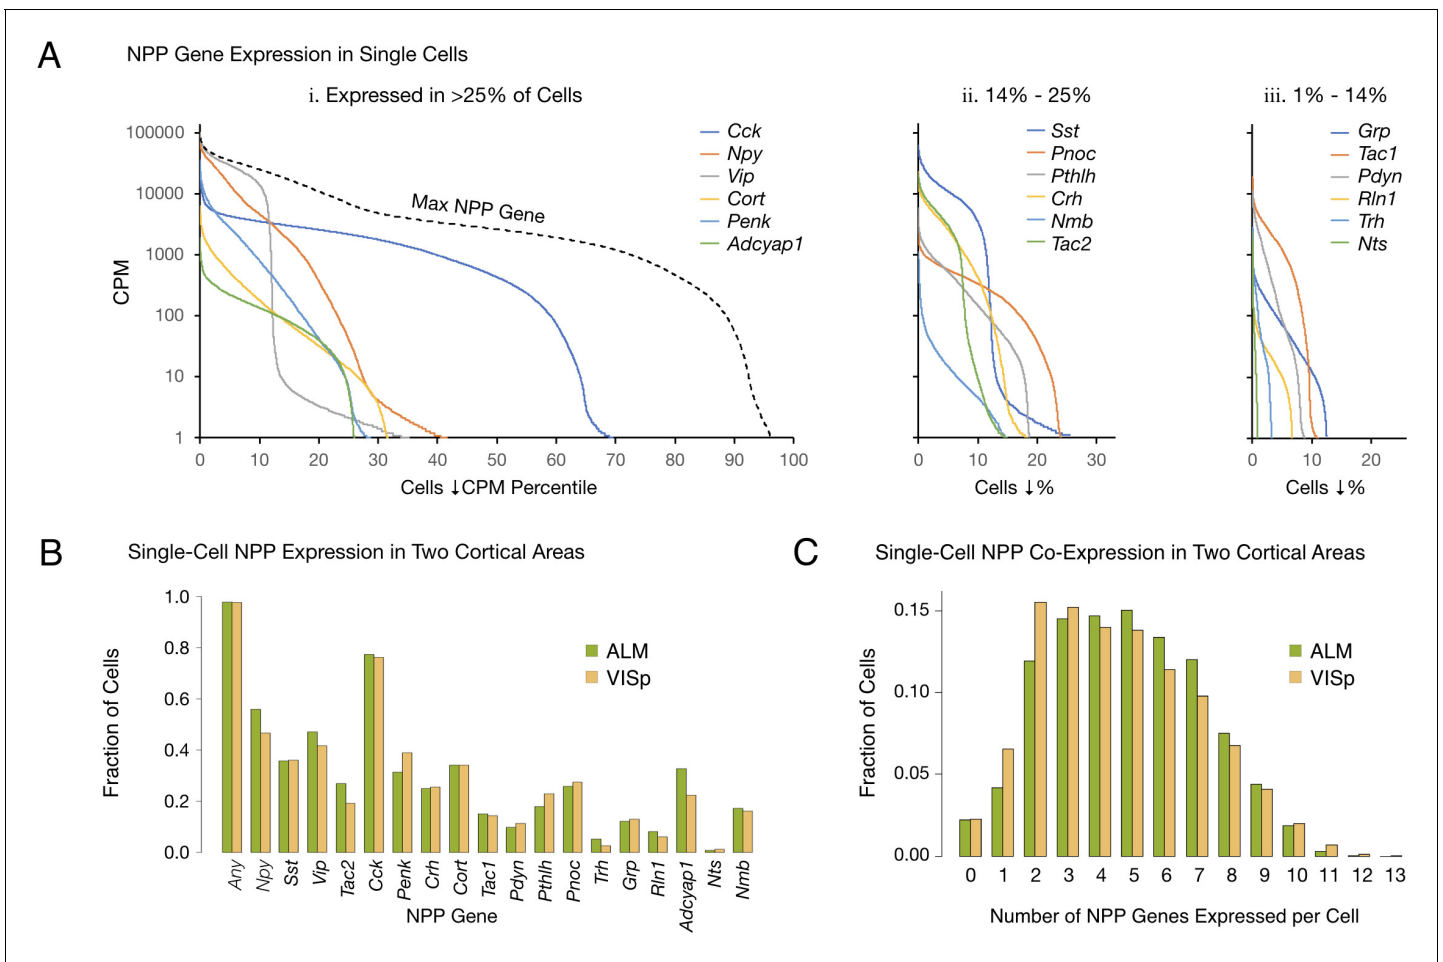 A
NPP Gene Expression in Single Cells
i. Expressed in >25% of Cells
ii. 14% - 25%
iii. 1% - 14%
CPM
100000
10000
1000
100
10
1
Max NPP Gene
Cck
Npy
Vip
Cort
Penk
Adcyap1
0 10 20 30 40 50 60 70 80 90 100
Cells ↓CPM Percentile
Sst
Pnoc
Pthlh
Crh
Nmb
Tac2
0 10 20 30
Cells ↓%
Grp
Tac1
Pdyn
Rln1
Trh
Nts
0 10 20
Cells ↓%
B
Single-Cell NPP Expression in Two Cortical Areas
Fraction of Cells
1.0
0.8
0.6
0.4
0.2
0.0
ALM
VISp
Any Npy Sst Vip Tac2 Cck Penk Crh Cort Tac1 Pdyn Pthlh Pnoc Trh Grp Rln1 Adcyap1 Nts Nmb
NPP Gene
C
Single-Cell NPP Co-Expression in Two Cortical Areas
Fraction of Cells
0.15
0.10
0.05
0.00
ALM
VISp
0 1 2 3 4 5 6 7 8 9 10 11 12 13
Number of NPP Genes Expressed per Cell